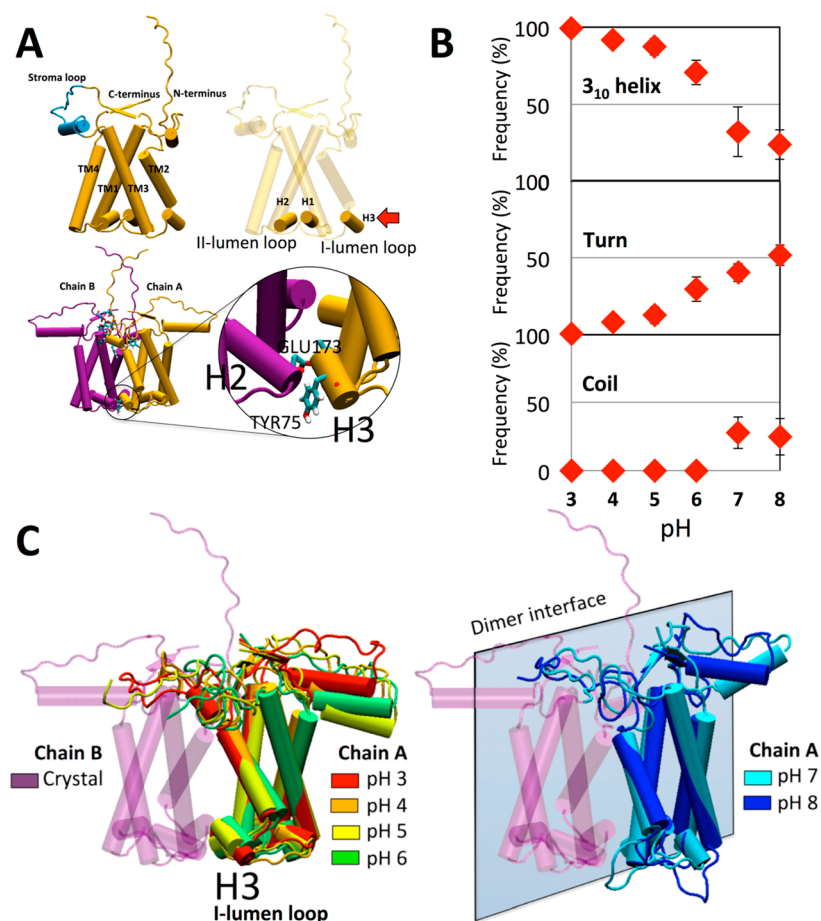 A
Stroma loop
C-terminus
N-terminus
TM4
TM1
TM3
TM2
H2
H1
H3
II-lumen loop
I-lumen loop
Chain B
Chain A
GLU173
H2
TYR75
H3
B
Frequency (%)
100
50
0
3₁₀ helix
Frequency (%)
100
50
0
Turn
Frequency (%)
100
50
0
Coil
3 4 5 6 7 8
pH
C
Chain B
Crystal
Chain A
pH 3
pH 4
pH 5
pH 6
H3
I-lumen loop
Dimer interface
Chain A
pH 7
pH 8